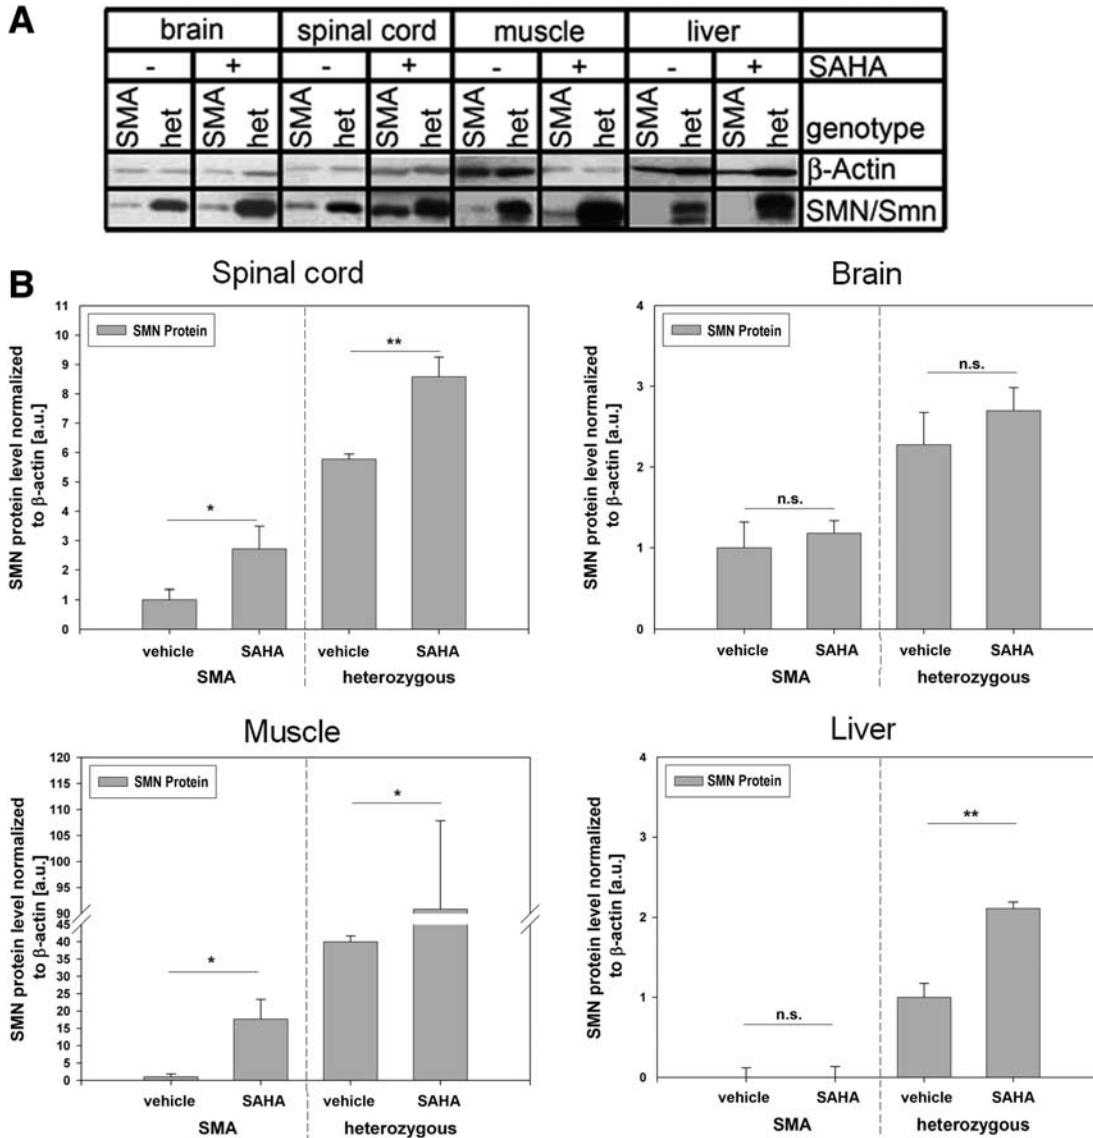 A
brain spinal cord muscle liver
- + - + - + - + SAHA
SMA het SMA het SMA het SMA het SMA het SMA het SMA het SMA het genotype
β-Actin
SMN/Smn
B
Spinal cord
SMN protein level normalized
to β-actin [a.u.]
11
10
9
8
7
6
5
4
3
2
1
0
SMN Protein
*
**
vehicle SAHA vehicle SAHA
SMA heterozygous
Brain
SMN protein level normalized
to β-actin [a.u.]
4
3
2
1
0
SMN Protein
n.s.
n.s.
vehicle SAHA vehicle SAHA
SMA heterozygous
Muscle
SMN protein level normalized
to β-actin [a.u.]
120
115
110
105
100
95
90
45
40
35
30
25
20
15
10
5
0
SMN Protein
*
*
vehicle SAHA vehicle SAHA
SMA heterozygous
Liver
SMN protein level normalized
to β-actin [a.u.]
4
3
2
1
0
SMN Protein
n.s.
**
vehicle SAHA vehicle SAHA
SMA heterozygous